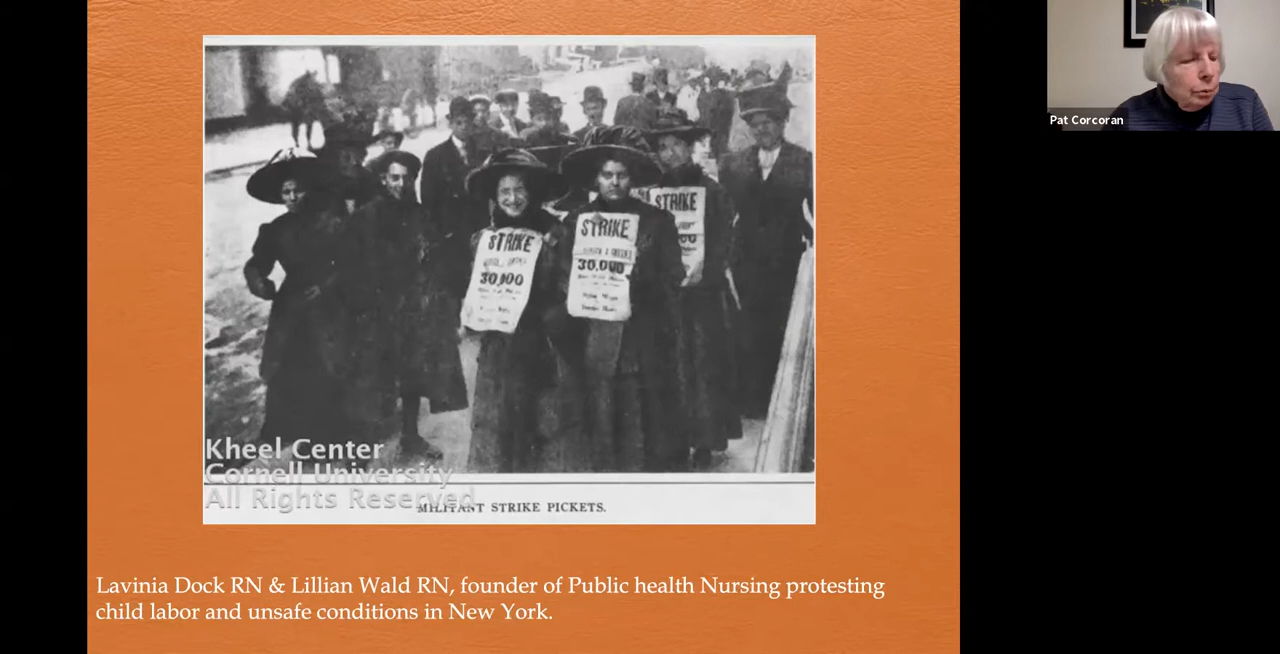 STRIKE
30,000
STRIKE
30,000
STRIKE
Kheel Center
Cornell University
All Rights Reserved
MILITANT STRIKE PICKETS.
Lavinia Dock RN & Lillian Wald RN, founder of Public health Nursing protesting
child labor and unsafe conditions in New York.
Pat Corcoran